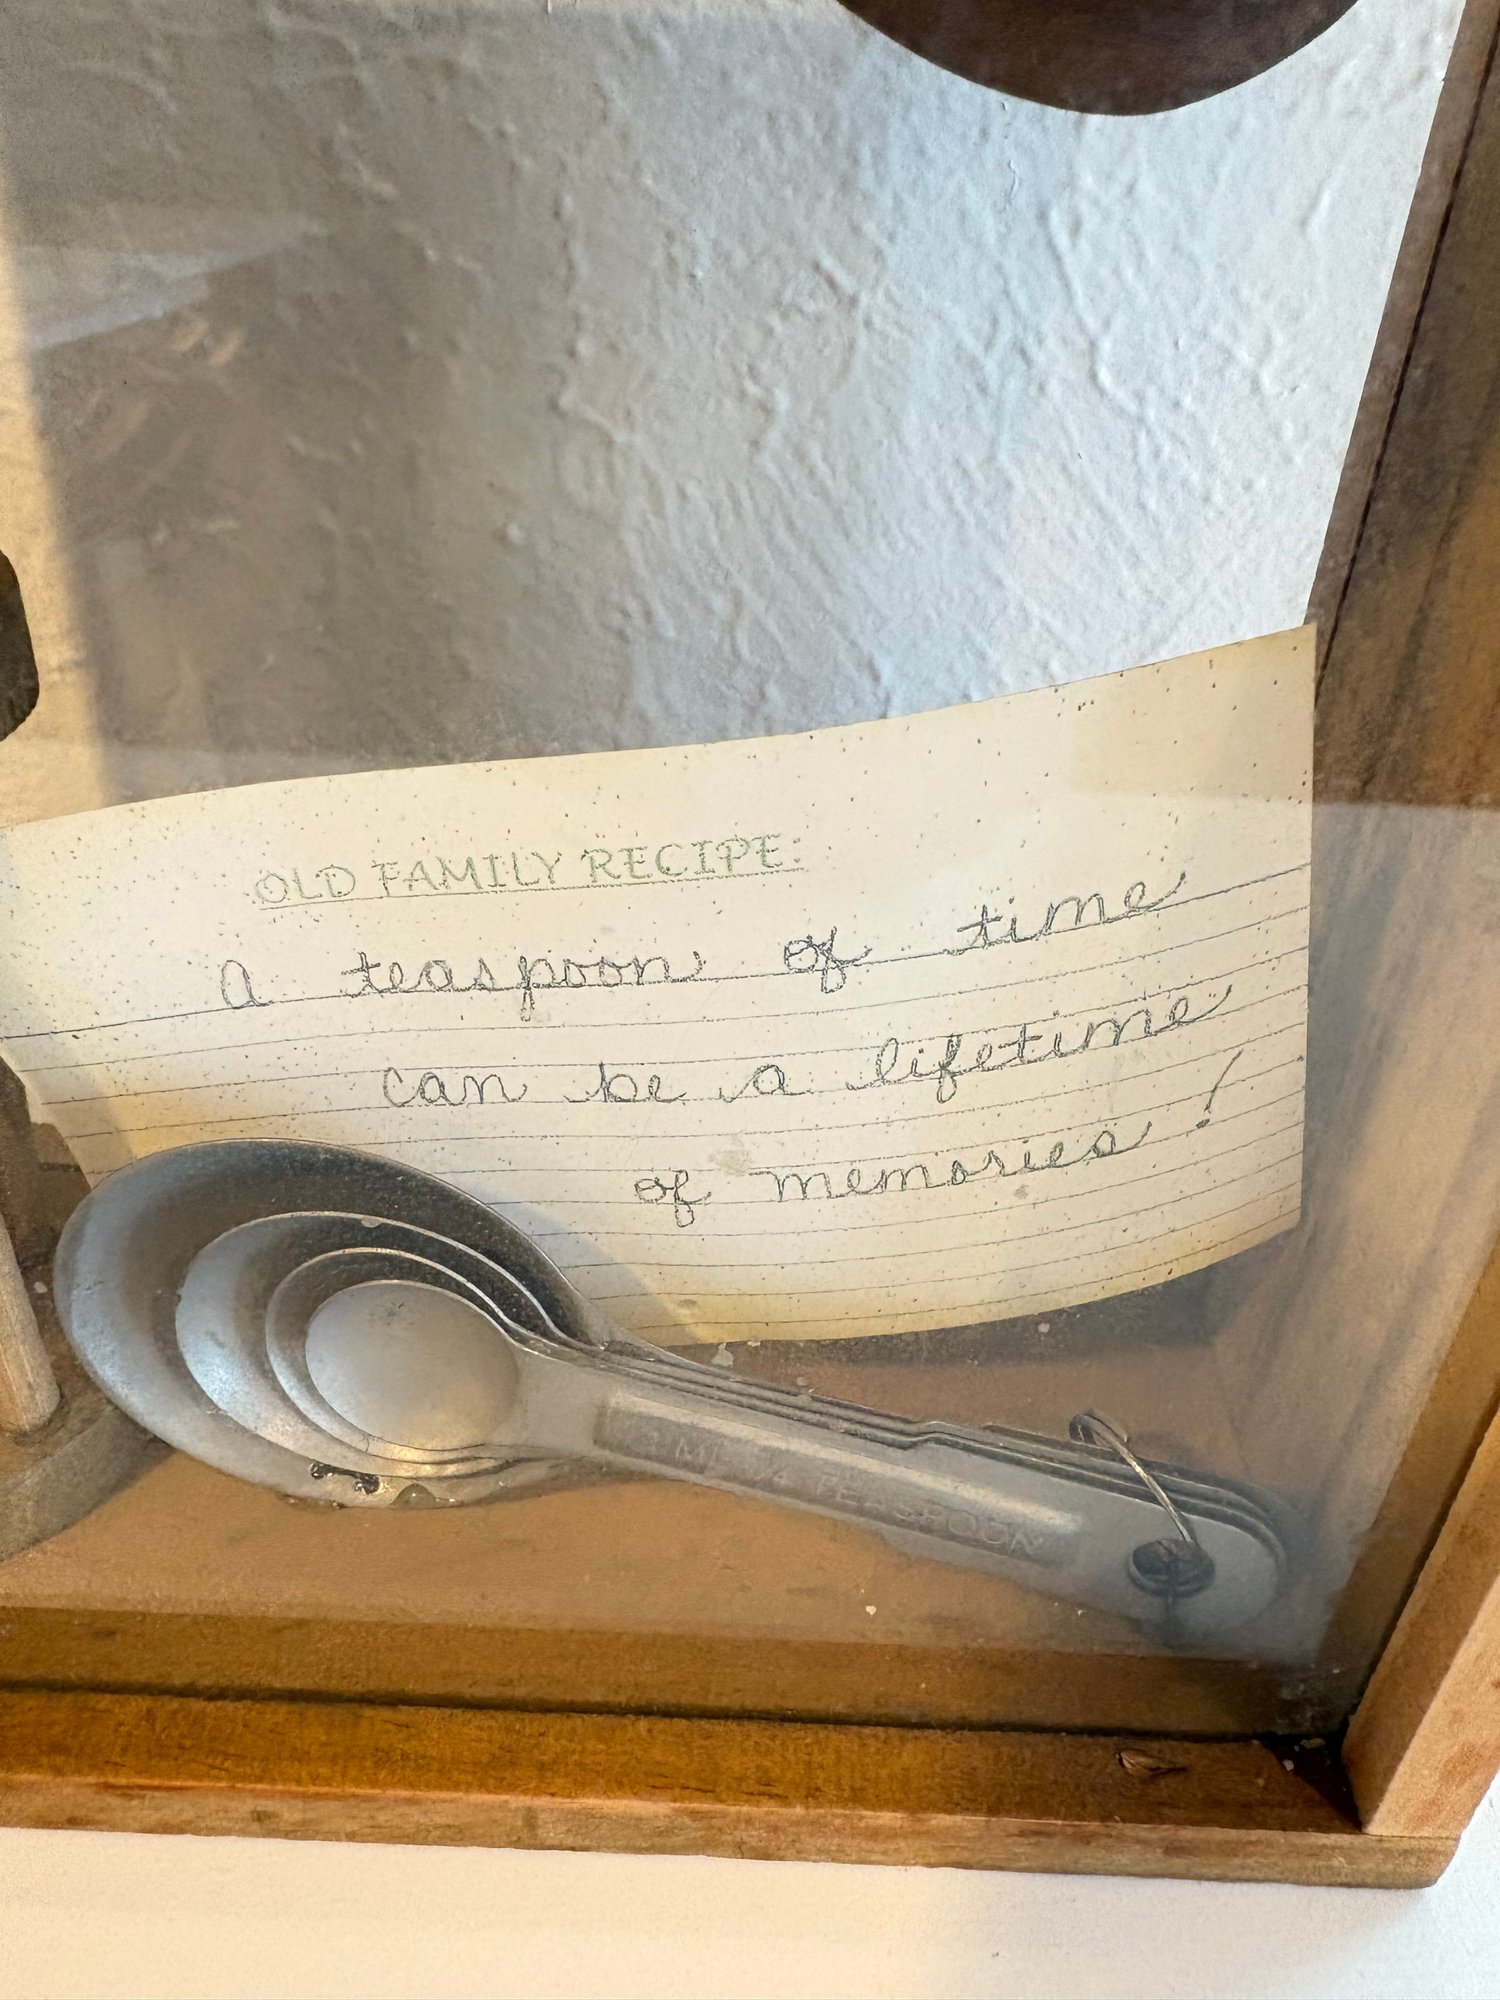 OLD FAMILY RECIPE:
a teaspoon of time
can be a lifetime
of memories!
TEASPOON